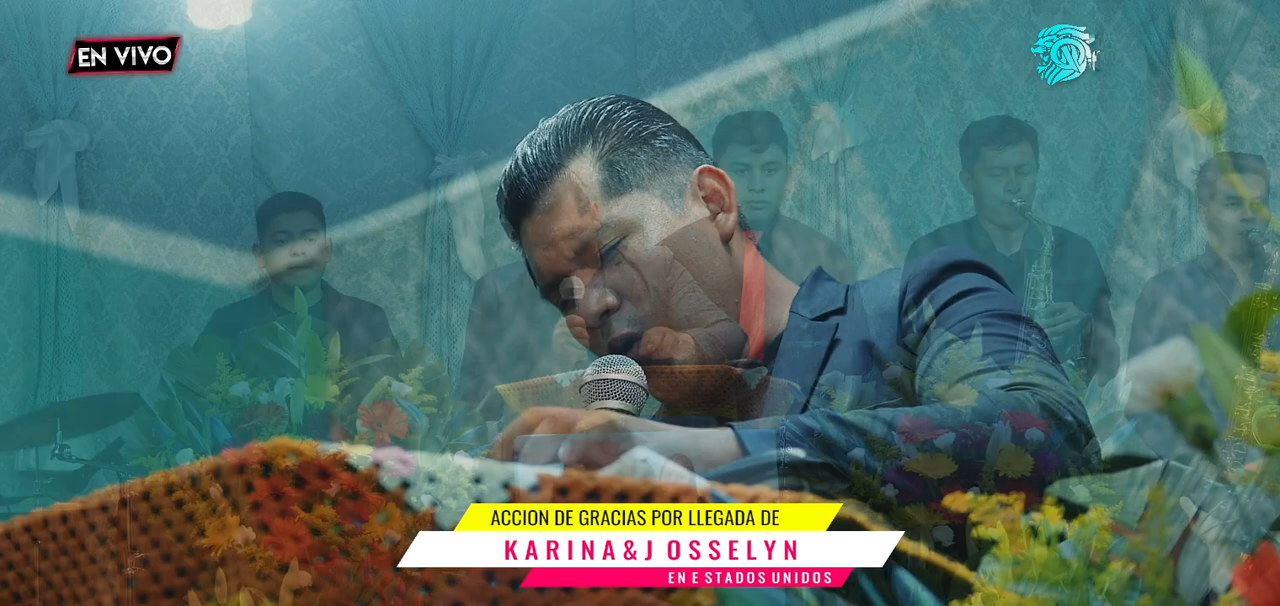 EN VIVO
ACCION DE GRACIAS POR LLEGADA DE
KARINA&J OSSELYN
EN E STADOS UNIDOS